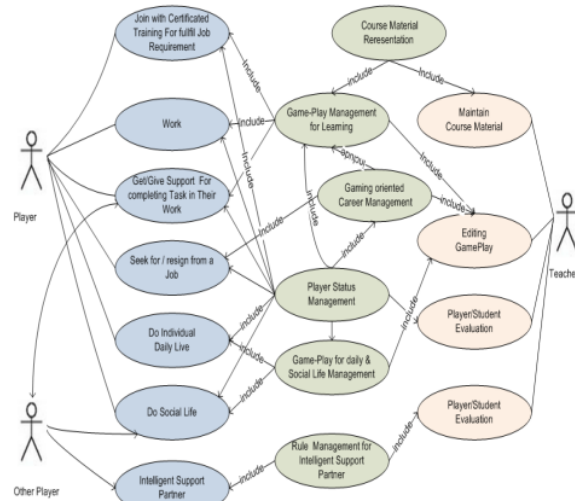 Join with Certificated
Training For fullfil Job
Requirement
Work
Get/Give Support For
completing Task in Their
Work
Seek for / resign from a
Job
Do Individual
Daily Live
Do Social Life
Intelligent Support
Partner
Player
Other Player
Course Material
Reresentation
Game-Play Management
for Learning
Gaming oriented
Career Management
Player Status
Management
Game-Play for daily &
Social Life Management
Rule Management for
Intelligent Support
Partner
Maintain
Course Material
Editing
GamePlay
Player/Student
Evaluation
Player/Student
Evaluation
Teache
Include
include
include
Include
Include
include
include
include
include
include
include
include
include
include
include